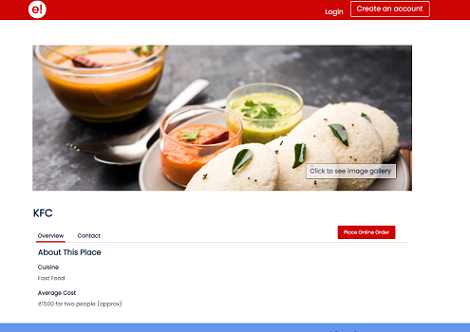 e!
Login
Create an account
Click to see image gallery
KFC
Overview
Contact
Place Online Order
About This Place
Cuisine
Fast Food
Average Cost
₹1500 for two people (approx)